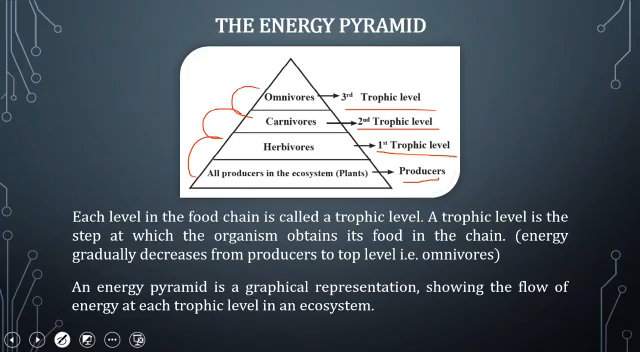 THE ENERGY PYRAMID
Omnivores 3rd Trophic level
Carnivores 2nd Trophic level
Herbivores 1st Trophic level
All producers in the ecosystem (Plants) Producers
Each level in the food chain is called a trophic level. A trophic level is the
step at which the organism obtains its food in the chain. (energy
gradually decreases from producers to top level i.e. omnivores)
An energy pyramid is a graphical representation, showing the flow of
energy at each trophic level in an ecosystem.